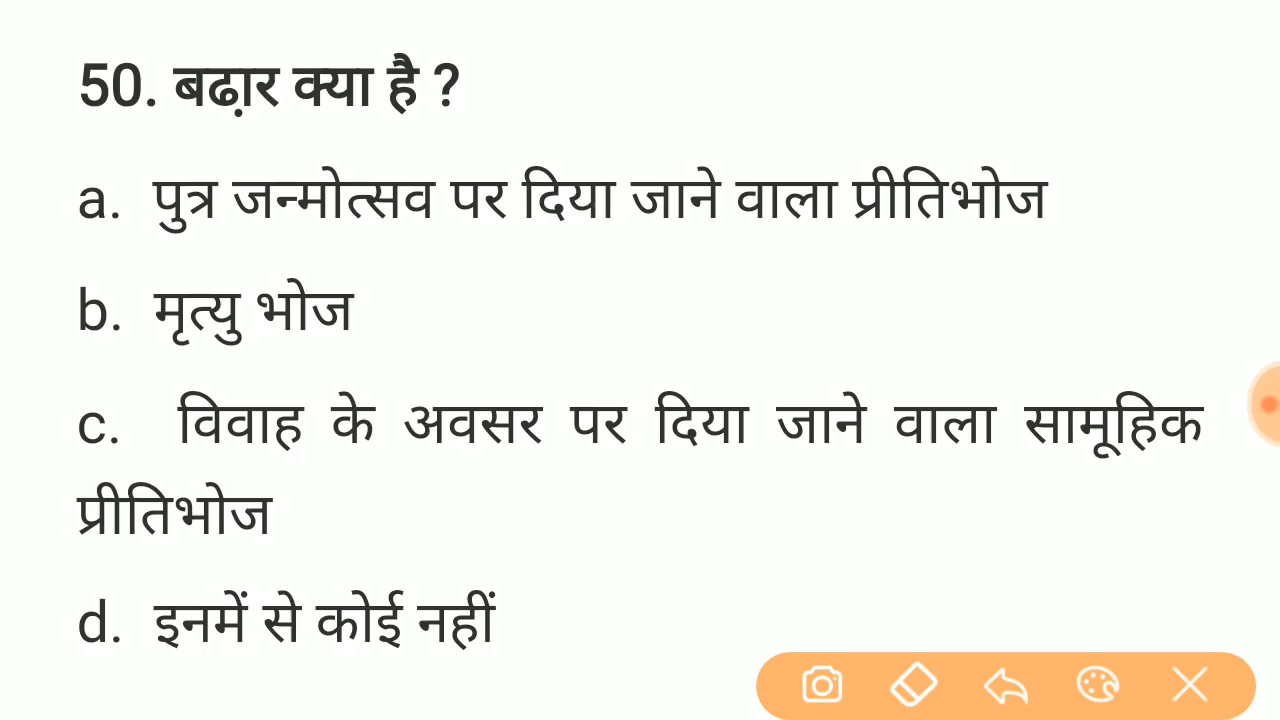 50. बढा़र क्या है ?
a. पुत्र जन्मोत्सव पर दिया जाने वाला प्रीतिभोज
b. मृत्यु भोज
c. विवाह के अवसर पर दिया जाने वाला सामूहिक
प्रीतिभोज
d. इनमें से कोई नहीं